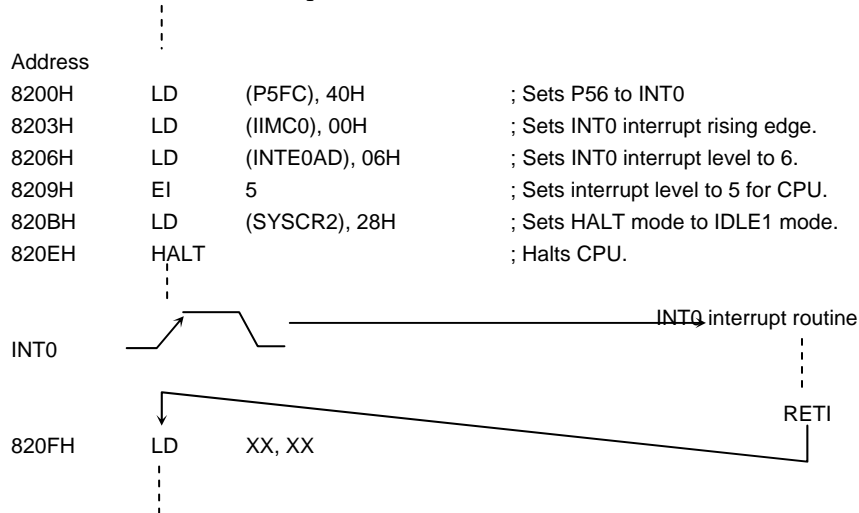 Address
8200H LD (P5FC), 40H ; Sets P56 to INT0
8203H LD (IIMC0), 00H ; Sets INT0 interrupt rising edge.
8206H LD (INTE0AD), 06H ; Sets INT0 interrupt level to 6.
8209H EI 5 ; Sets interrupt level to 5 for CPU.
820BH LD (SYSCR2), 28H ; Sets HALT mode to IDLE1 mode.
820EH HALT ; Halts CPU.
INT0 interrupt routine
INT0
RETI
820FH LD XX, XX